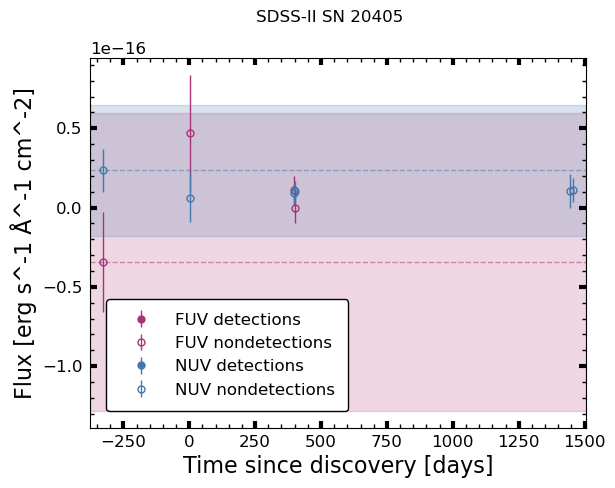 SDSS-II SN 20405
1e−16
Flux [erg s^-1 Å^-1 cm^-2]
0.5
0.0
−0.5
−1.0
FUV detections
FUV nondetections
NUV detections
NUV nondetections
−250 0 250 500 750 1000 1250 1500
Time since discovery [days]